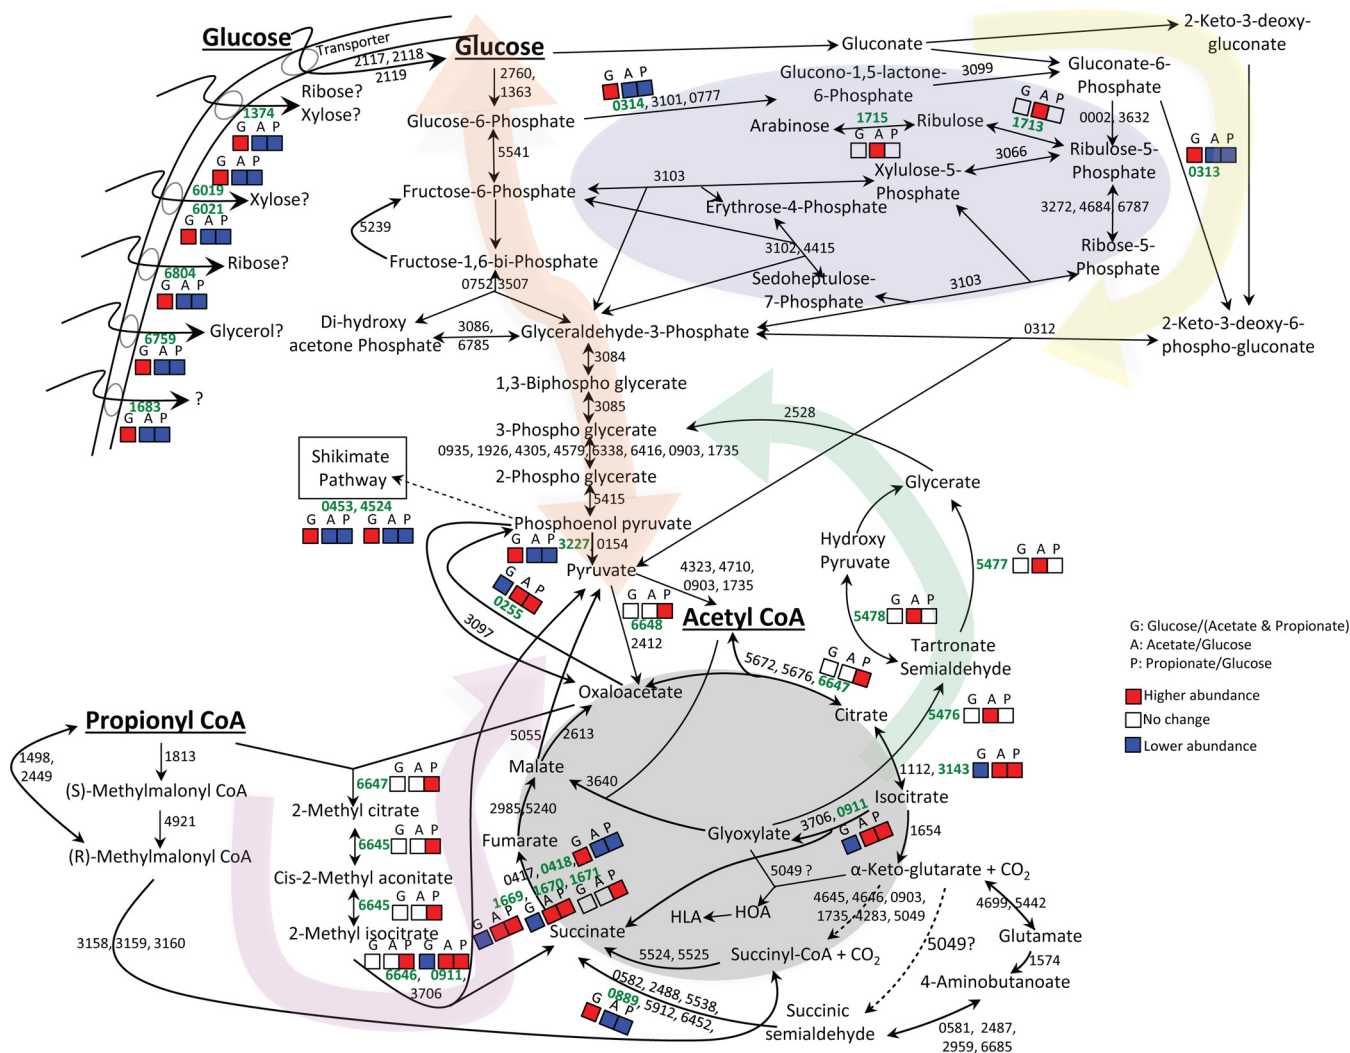 Glucose
Transporter
2117, 2118
2119
Glucose
Gluconate
2-Keto-3-deoxy-
gluconate
2760,
1363
G A P
0314, 3101, 0777
Glucono-1,5-lactone-
6-Phosphate
3099
Gluconate-6-
Phosphate
Ribose?
Xylose?
1374
G A P
Glucose-6-Phosphate
Arabinose
1715
G A P
Ribulose
G A P
1713
0002, 3632
G A P
0313
5541
3066
Ribulose-5-
Phosphate
G A P
6019
6021
Xylose?
G A P
Fructose-6-Phosphate
3103
Xylulose-5-
Phosphate
Erythrose-4-Phosphate
3272, 4684, 6787
5239
3102, 4415
Ribose-5-
Phosphate
Ribose?
6804
G A P
Fructose-1,6-bi-Phosphate
0752, 3507
Sedoheptulose-
7-Phosphate
3103
Glycerol?
6759
G A P
Di-hydroxy
acetone Phosphate
3086,
6785
Glyceraldehyde-3-Phosphate
0312
2-Keto-3-deoxy-6-
phospho-gluconate
3084
1,3-Biphospho glycerate
?
1683
G A P
3085
2528
3-Phospho glycerate
0935, 1926, 4305, 4579, 6338, 6416, 0903, 1735
Shikimate
Pathway
2-Phospho glycerate
5415
Glycerate
0453, 4524
G A P G A P
Phosphoenol pyruvate
G A P
3227, 0154
Hydroxy
Pyruvate
5477
G A P
Pyruvate
4323, 4710,
0903, 1735
G A P
0255
G A P
6648
2412
Acetyl CoA
5478
G A P
3097
G: Glucose/(Acetate & Propionate)
A: Acetate/Glucose
P: Propionate/Glucose
Higher abundance
No change
Lower abundance
Tartronate
Semialdehyde
5672, 5676, 6647
G A P
Oxaloacetate
Citrate
5476
G A P
Propionyl CoA
5055
2613
1498,
2449
1813
Malate
1112, 3143
G A P
6647
G A P
3640
(S)-Methylmalonyl CoA
2-Methyl citrate
2985,5240
Isocitrate
4921
Glyoxylate
3706, 0911
G A P
1654
Fumarate
6645
G A P
(R)-Methylmalonyl CoA
0417, 0418,
G A P
Cis-2-Methyl aconitate
5049 ?
α-Keto-glutarate + CO2
1669, 1670, 1671
G A P G A P G A P
6645
G A P
4645, 4646, 0903,
1735, 4283, 5049
4699, 5442
HLA
HOA
2-Methyl isocitrate
Succinate
3158, 3159, 3160
5049?
Glutamate
G A P G A P
6646, 0911,
3706
5524, 5525
Succinyl-CoA + CO2
1574
4-Aminobutanoate
0582, 2488, 5538,
0889, 5912, 6452,
G A P
Succinic
semialdehyde
0581, 2487,
2959, 6685